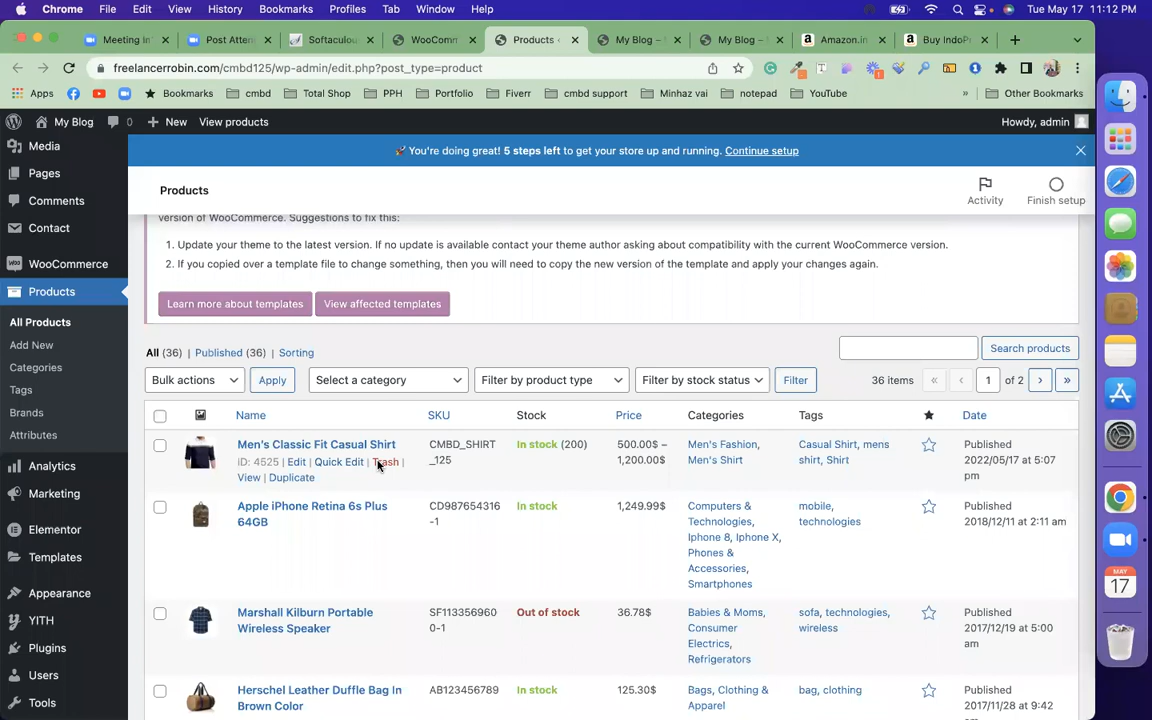 Chrome File Edit View History Bookmarks Profiles Tab Window Help Tue May 17 11:12 PM
Meeting in Post Atten Softaculou WooComm Products ‹ My Blog – My Blog – Amazon.in Buy IndoP
freelancerrobin.com/cmbd125/wp-admin/edit.php?post_type=product
Apps Bookmarks cmbd Total Shop PPH Portfolio Fiverr cmbd support Minhaz vai notepad YouTube » Other Bookmarks
My Blog 0 + New View products Howdy, admin
🚀 You're doing great! 5 steps left to get your store up and running. Continue setup
Media
Pages
Comments
Contact
WooCommerce
Products
All Products
Add New
Categories
Tags
Brands
Attributes
Analytics
Marketing
Elementor
Templates
Appearance
YITH
Plugins
Users
Tools
Products
Activity Finish setup
version of WooCommerce. Suggestions to fix this:
1. Update your theme to the latest version. If no update is available contact your theme author asking about compatibility with the current WooCommerce version.
2. If you copied over a template file to change something, then you will need to copy the new version of the template and apply your changes again.
Learn more about templates View affected templates
All (36) | Published (36) | Sorting
Search products
Bulk actions Apply Select a category Filter by product type Filter by stock status Filter 36 items « ‹ 1 of 2 › »
Name SKU Stock Price Categories Tags Date
Men's Classic Fit Casual Shirt CMBD_SHIRT In stock (200) 500.00$ – Men's Fashion, Casual Shirt, mens Published
ID: 4525 | Edit | Quick Edit | Trash | _125 1,200.00$ Men's Shirt shirt, Shirt 2022/05/17 at 5:07
View | Duplicate pm
Apple iPhone Retina 6s Plus CD987654316 In stock 1,249.99$ Computers & mobile, Published
64GB -1 Technologies, technologies 2018/12/11 at 2:11 am
Iphone 8, Iphone X,
Phones &
Accessories,
Smartphones
Marshall Kilburn Portable SF113356960 Out of stock 36.78$ Babies & Moms, sofa, technologies, Published
Wireless Speaker 0-1 Consumer wireless 2017/12/19 at 5:00
Electrics, am
Refrigerators
Herschel Leather Duffle Bag In AB123456789 In stock 125.30$ Bags, Clothing & bag, clothing Published
Brown Color Apparel 2017/11/28 at 9:42
MAY
17